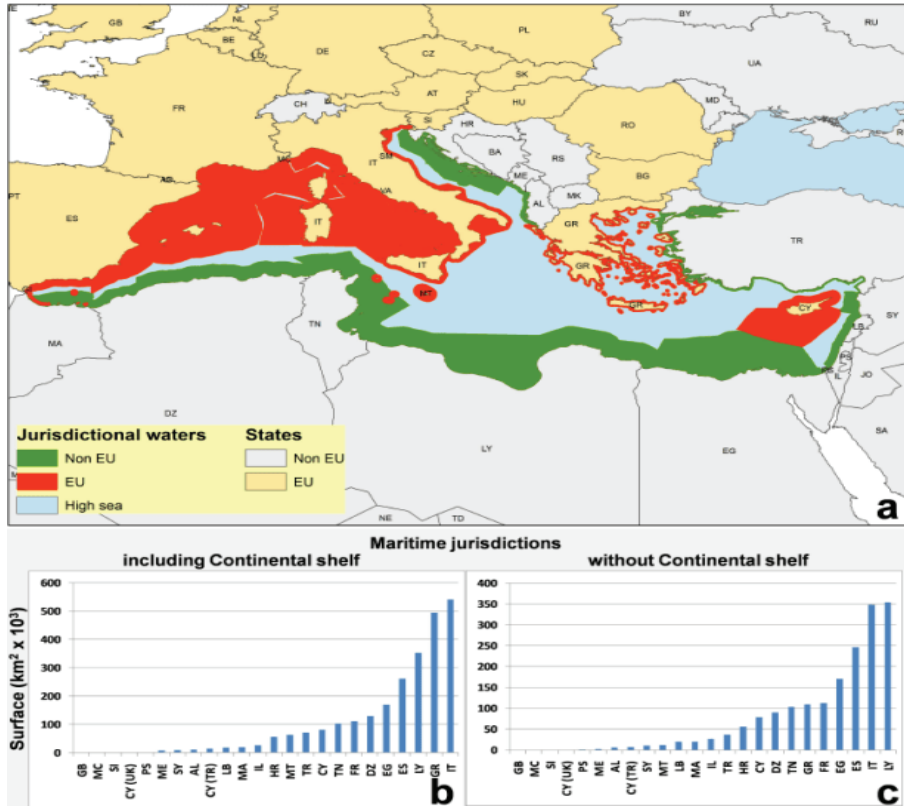 GB
NL
PL
BY
RU
BE
DE
CZ
UA
SK
FR
AT
HU
MD
CH
SI
HR
RO
BA
RS
SM
IT
ME
BG
VA
MK
AL
PT
ES
IT
GR
TR
IT
GR
MT
CY
SY
LB
MA
TN
PS
IL
JO
DZ
SA
LY
EG
NE
TD
Jurisdictional waters
Non EU
EU
High sea
States
Non EU
EU
a
Maritime jurisdictions
including Continental shelf
without Continental shelf
Surface (km² x 10³)
600
500
400
300
200
100
0
GB
MC
SI
CY (UK)
PS
ME
SY
AL
CY (TR)
LB
MA
IL
HR
MT
TR
CY
TN
FR
DZ
EG
ES
LY
GR
IT
b
400
350
300
250
200
150
100
50
0
GB
MC
SI
CY (UK)
PS
ME
AL
CY (TR)
SY
MT
LB
MA
IL
TR
HR
CY
DZ
TN
GR
FR
EG
ES
IT
LY
c